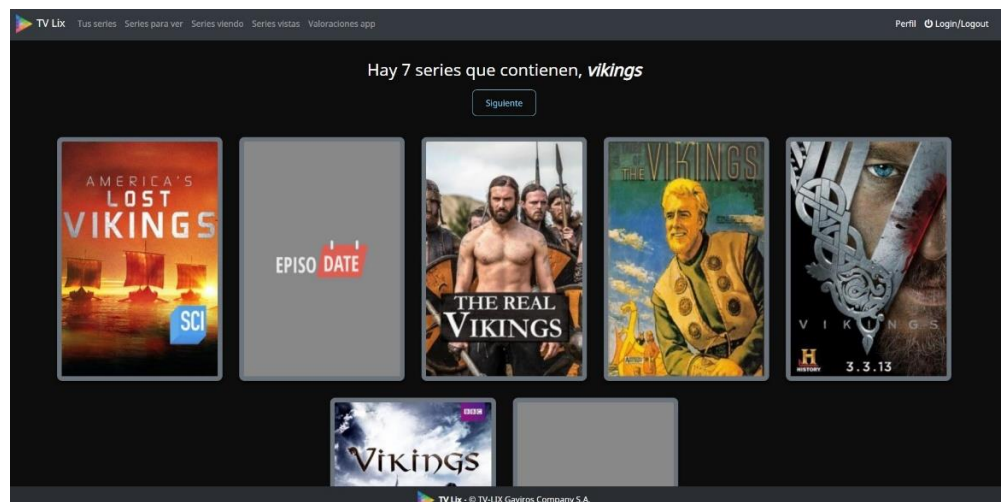 TV Lix Tus series Series para ver Series viendo Series vistas Valoraciones app Perfil Login/Logout
Hay 7 series que contienen, vikings
Siguiente
AMERICA'S
LOST
VIKINGS
SCI
EPISODATE
THE REAL
VIKINGS
THE VIKINGS
VIKINGS
H
HISTORY
3.3.13
BBC
VIKINGS
TV Lix - © TV-LIX Gaviros Company S.A.